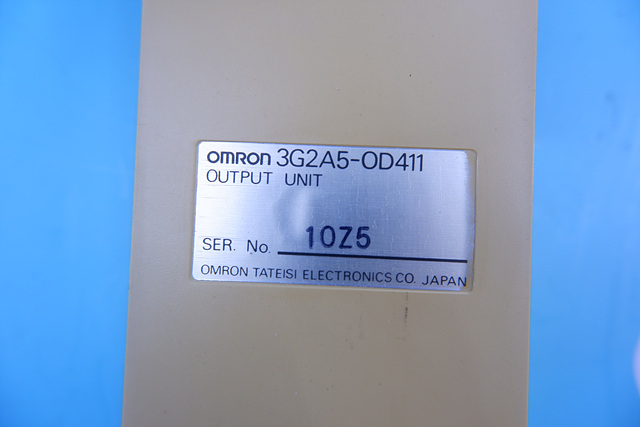 omron 3G2A5-OD411
OUTPUT UNIT
SER. No. 10Z5
OMRON TATEISI ELECTRONICS CO. JAPAN